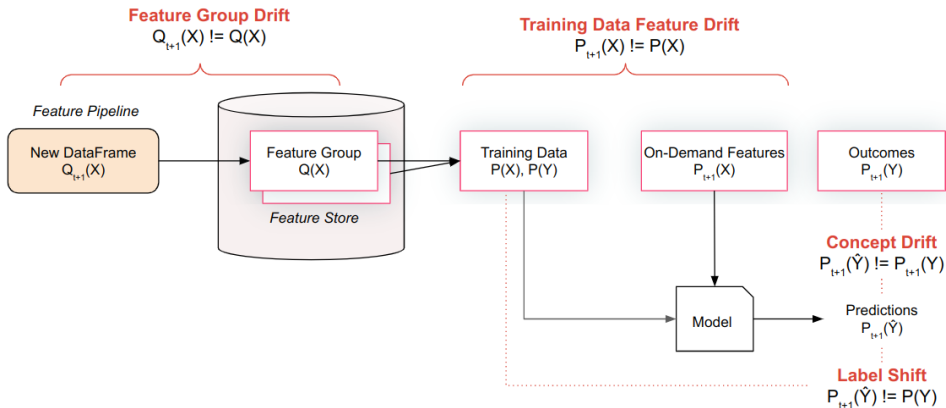 Feature Group Drift
Qt+1(X) != Q(X)
Training Data Feature Drift
Pt+1(X) != P(X)
Feature Pipeline
New DataFrame
Qt+1(X)
Feature Group
Q(X)
Feature Store
Training Data
P(X), P(Y)
On-Demand Features
Pt+1(X)
Outcomes
Pt+1(Y)
Concept Drift
Pt+1(Ŷ) != Pt+1(Y)
Model
Predictions
Pt+1(Ŷ)
Label Shift
Pt+1(Ŷ) != P(Y)